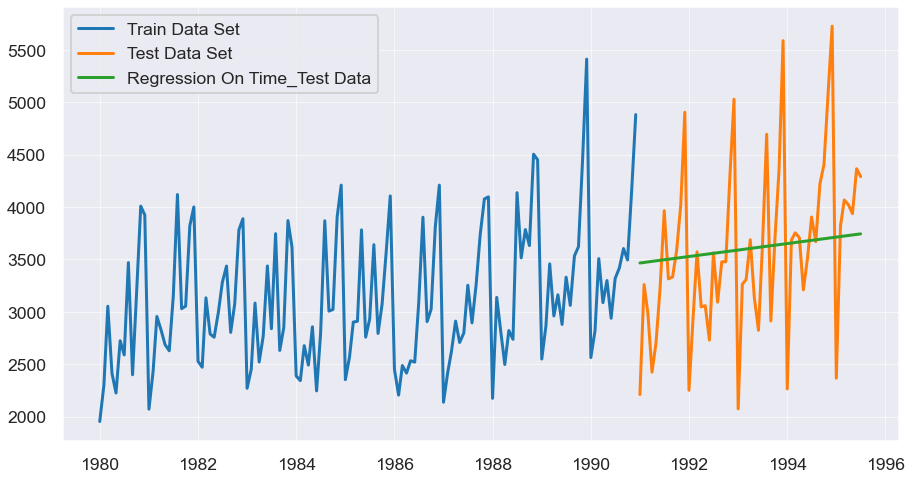 Train Data Set
Test Data Set
Regression On Time_Test Data
5500
5000
4500
4000
3500
3000
2500
2000
1980 1982 1984 1986 1988 1990 1992 1994 1996